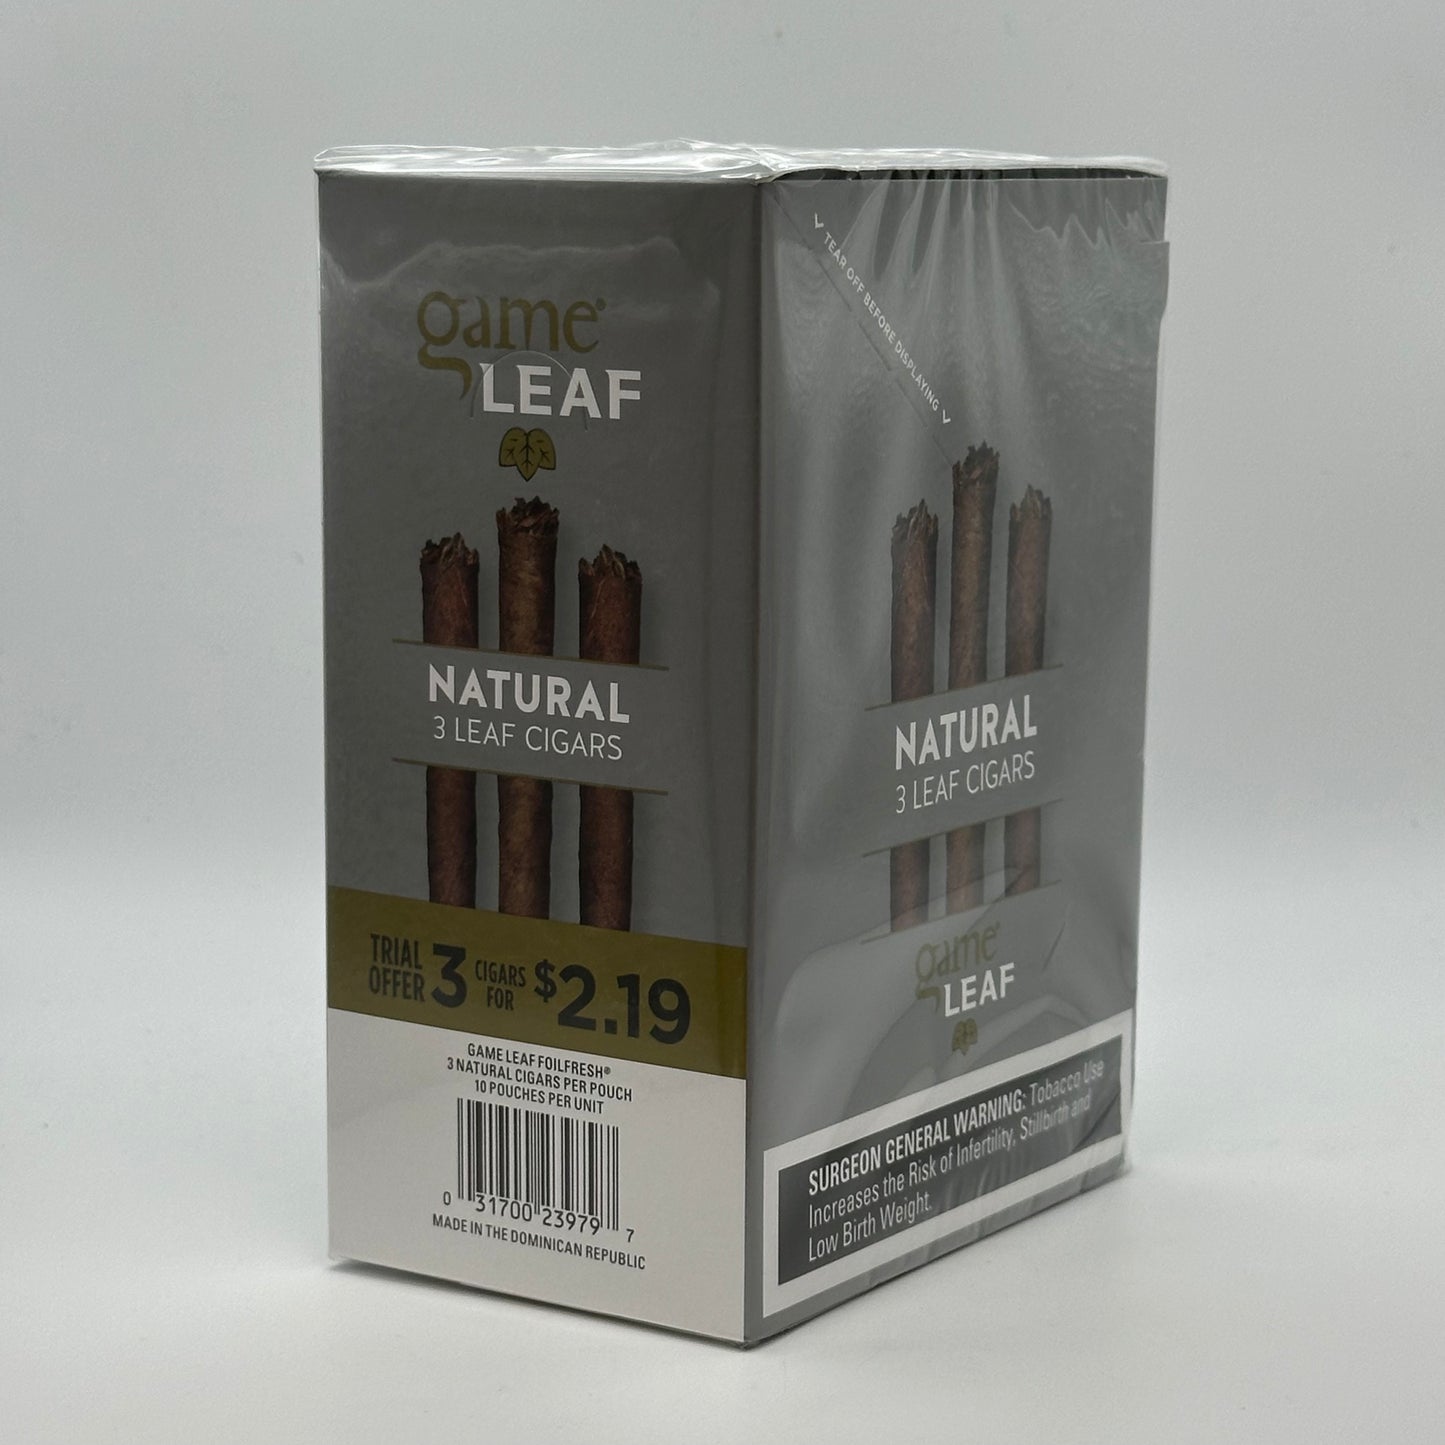 game®
LEAF
NATURAL
3 LEAF CIGARS
TRIAL
OFFER
3
CIGARS
FOR
$2.19
GAME LEAF FOILFRESH®
3 NATURAL CIGARS PER POUCH
10 POUCHES PER UNIT
0 31700 23979 7
MADE IN THE DOMINICAN REPUBLIC
TEAR OFF BEFORE DISPLAYING
NATURAL
3 LEAF CIGARS
game
LEAF
SURGEON GENERAL WARNING: Tobacco Use
Increases the Risk of Infertility, Stillbirth and
Low Birth Weight.